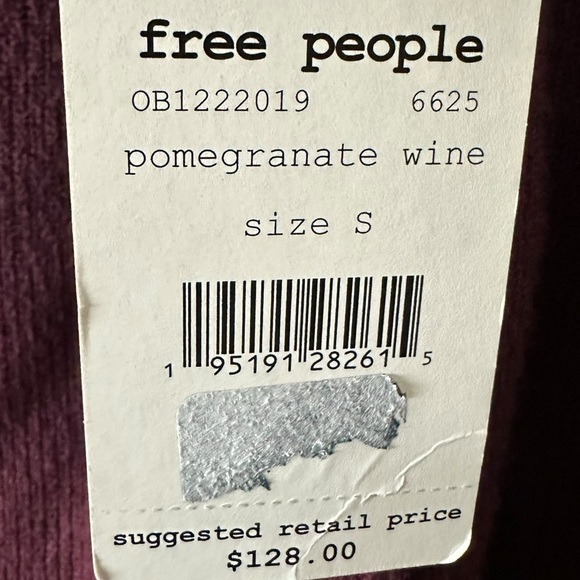 free people
OB1222019 6625
pomegranate wine
size S
1 95191 28261 5
suggested retail price
$128.00